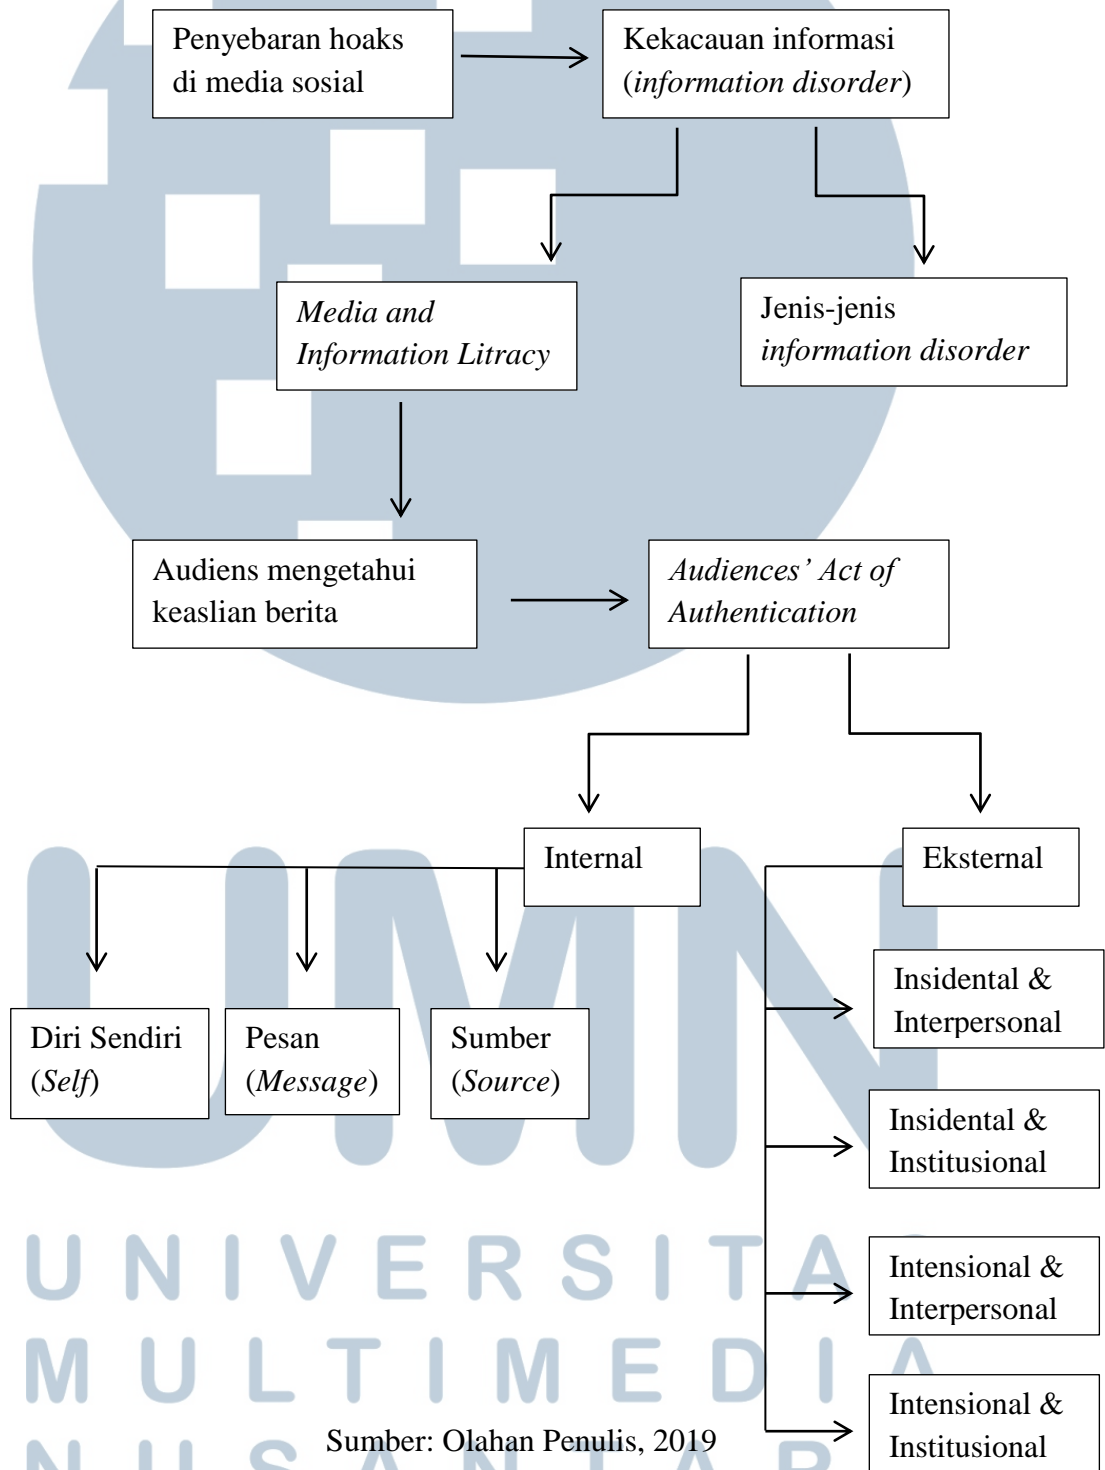 Penyebaran hoaks
di media sosial
Kekacauan informasi
(information disorder)
Media and
Information Litracy
Jenis-jenis
information disorder
Audiens mengetahui
keaslian berita
Audiences’ Act of
Authentication
Internal
Eksternal
Diri Sendiri
(Self)
Pesan
(Message)
Sumber
(Source)
Insidental &
Interpersonal
Insidental &
Institusional
Intensional &
Interpersonal
Intensional &
Institusional
UMN
UNIVERSITAS
MULTIMEDIA
Sumber: Olahan Penulis, 2019